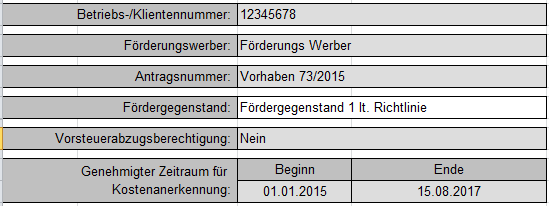 Betriebs-/Klientennummer: 12345678
Förderungswerber: Förderungs Werber
Antragsnummer: Vorhaben 73/2015
Fördergegenstand: Fördergegenstand 1 lt. Richtlinie
Vorsteuerabzugsberechtigung: Nein
Genehmigter Zeitraum für Beginn Ende
Kostenanerkennung: 01.01.2015 15.08.2017